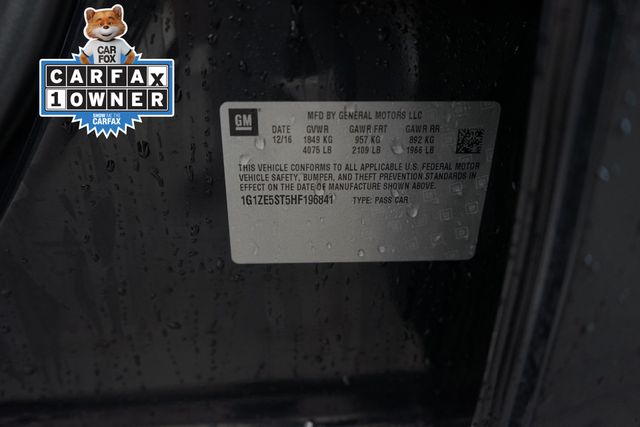 CAR
FOX
CARFAX
1 OWNER
SHOW ME THE
CARFAX
GM
MFD BY GENERAL MOTORS LLC
DATE GVWR GAWR FRT GAWR RR
12/16 1849 KG 957 KG 892 KG
4075 LB 2109 LB 1966 LB
THIS VEHICLE CONFORMS TO ALL APPLICABLE U.S. FEDERAL MOTOR
VEHICLE SAFETY, BUMPER, AND THEFT PREVENTION STANDARDS IN
EFFECT ON THE DATE OF MANUFACTURE SHOWN ABOVE.
1G1ZE5ST5HF196841 TYPE: PASS CAR